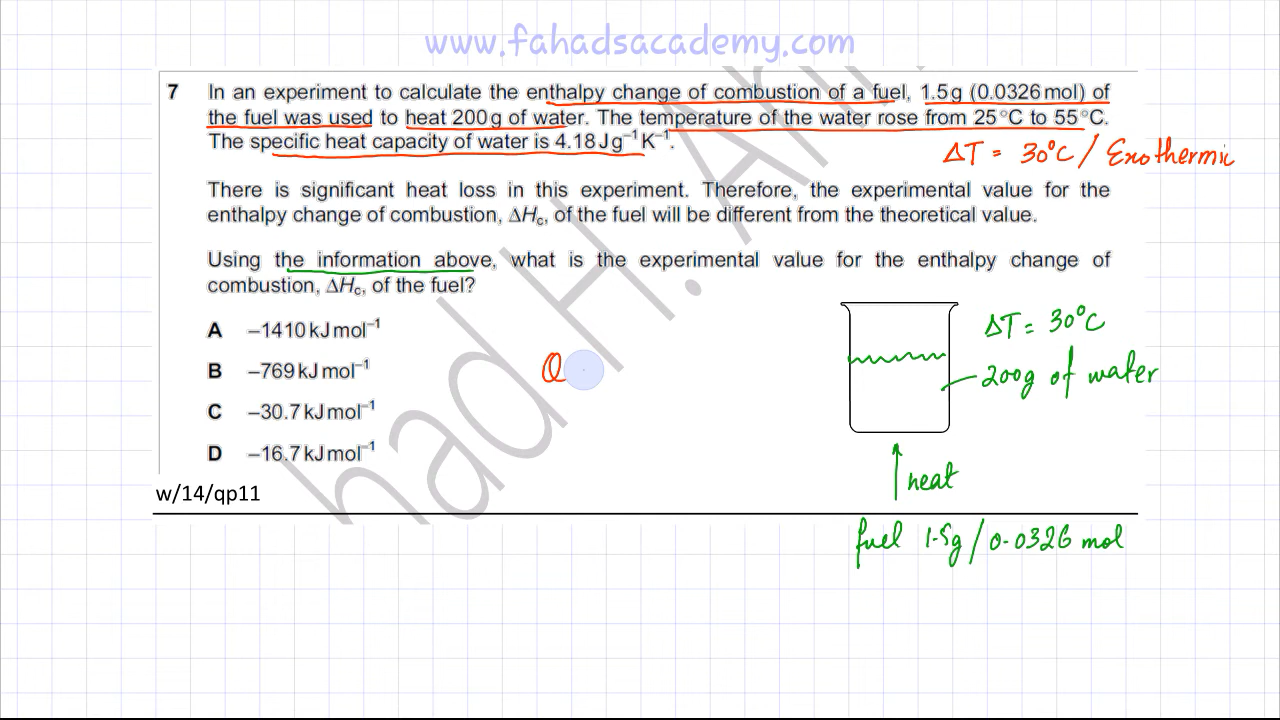 www.fahadsacademy.com
7 In an experiment to calculate the enthalpy change of combustion of a fuel, 1.5 g (0.0326 mol) of
the fuel was used to heat 200 g of water. The temperature of the water rose from 25 °C to 55 °C.
The specific heat capacity of water is 4.18 J g⁻¹ K⁻¹.
ΔT = 30°C / Exothermic
There is significant heat loss in this experiment. Therefore, the experimental value for the
enthalpy change of combustion, ΔHc, of the fuel will be different from the theoretical value.
Using the information above, what is the experimental value for the enthalpy change of
combustion, ΔHc, of the fuel?
A −1410 kJ mol⁻¹
B −769 kJ mol⁻¹
C −30.7 kJ mol⁻¹
D −16.7 kJ mol⁻¹
w/14/qp11
Q
ΔT = 30°C
200g of water
heat
fuel 1.5g / 0.0326 mol
had H.